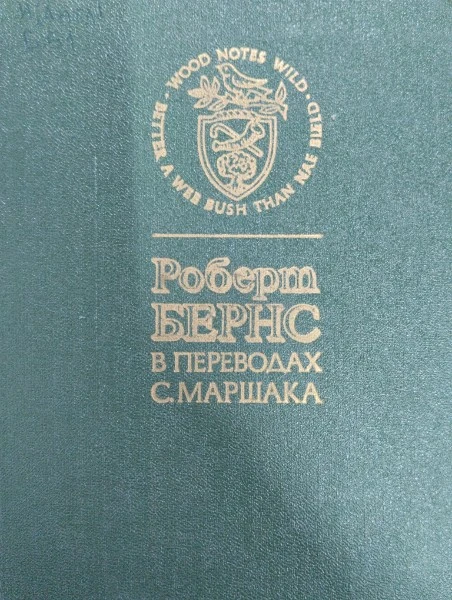 WOOD NOTES WILD
BETTER A WEE BUSH THAN NAE BIELD
Роберт
БЕРНС
В ПЕРЕВОДАХ
С. МАРШАКА